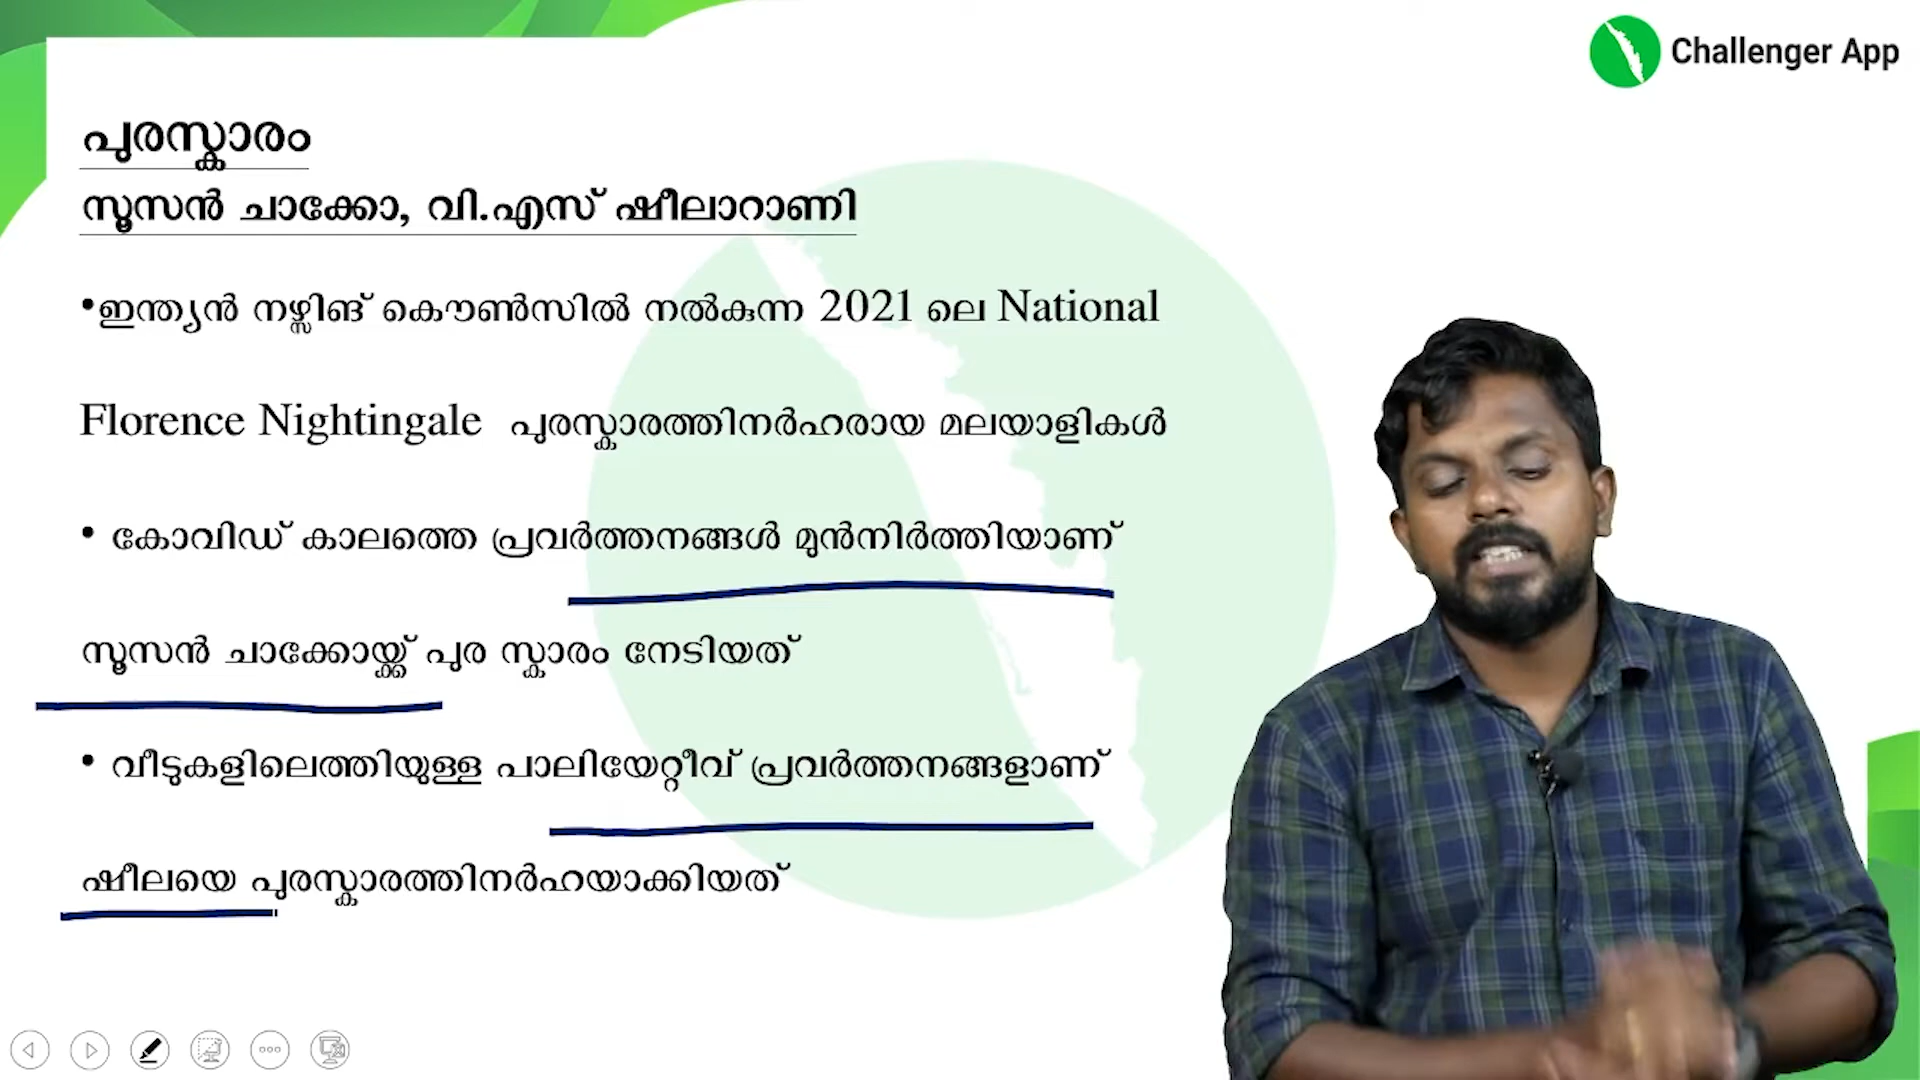 Challenger App
പുരസ്കാരം
സൂസൻ ചാക്കോ, വി.എസ് ഷീലാറാണി
•ഇന്ത്യൻ നഴ്സിങ് കൌൺസിൽ നൽകുന്ന 2021 ലെ National
Florence Nightingale പുരസ്കാരത്തിനർഹരായ മലയാളികൾ
• കോവിഡ് കാലത്തെ പ്രവർത്തനങ്ങൾ മുൻനിർത്തിയാണ്
സൂസൻ ചാക്കോയ്ക്ക് പുര സ്കാരം നേടിയത്
• വീടുകളിലെത്തിയുള്ള പാലിയേറ്റീവ് പ്രവർത്തനങ്ങളാണ്
ഷീലയെ പുരസ്കാരത്തിനർഹയാക്കിയത്